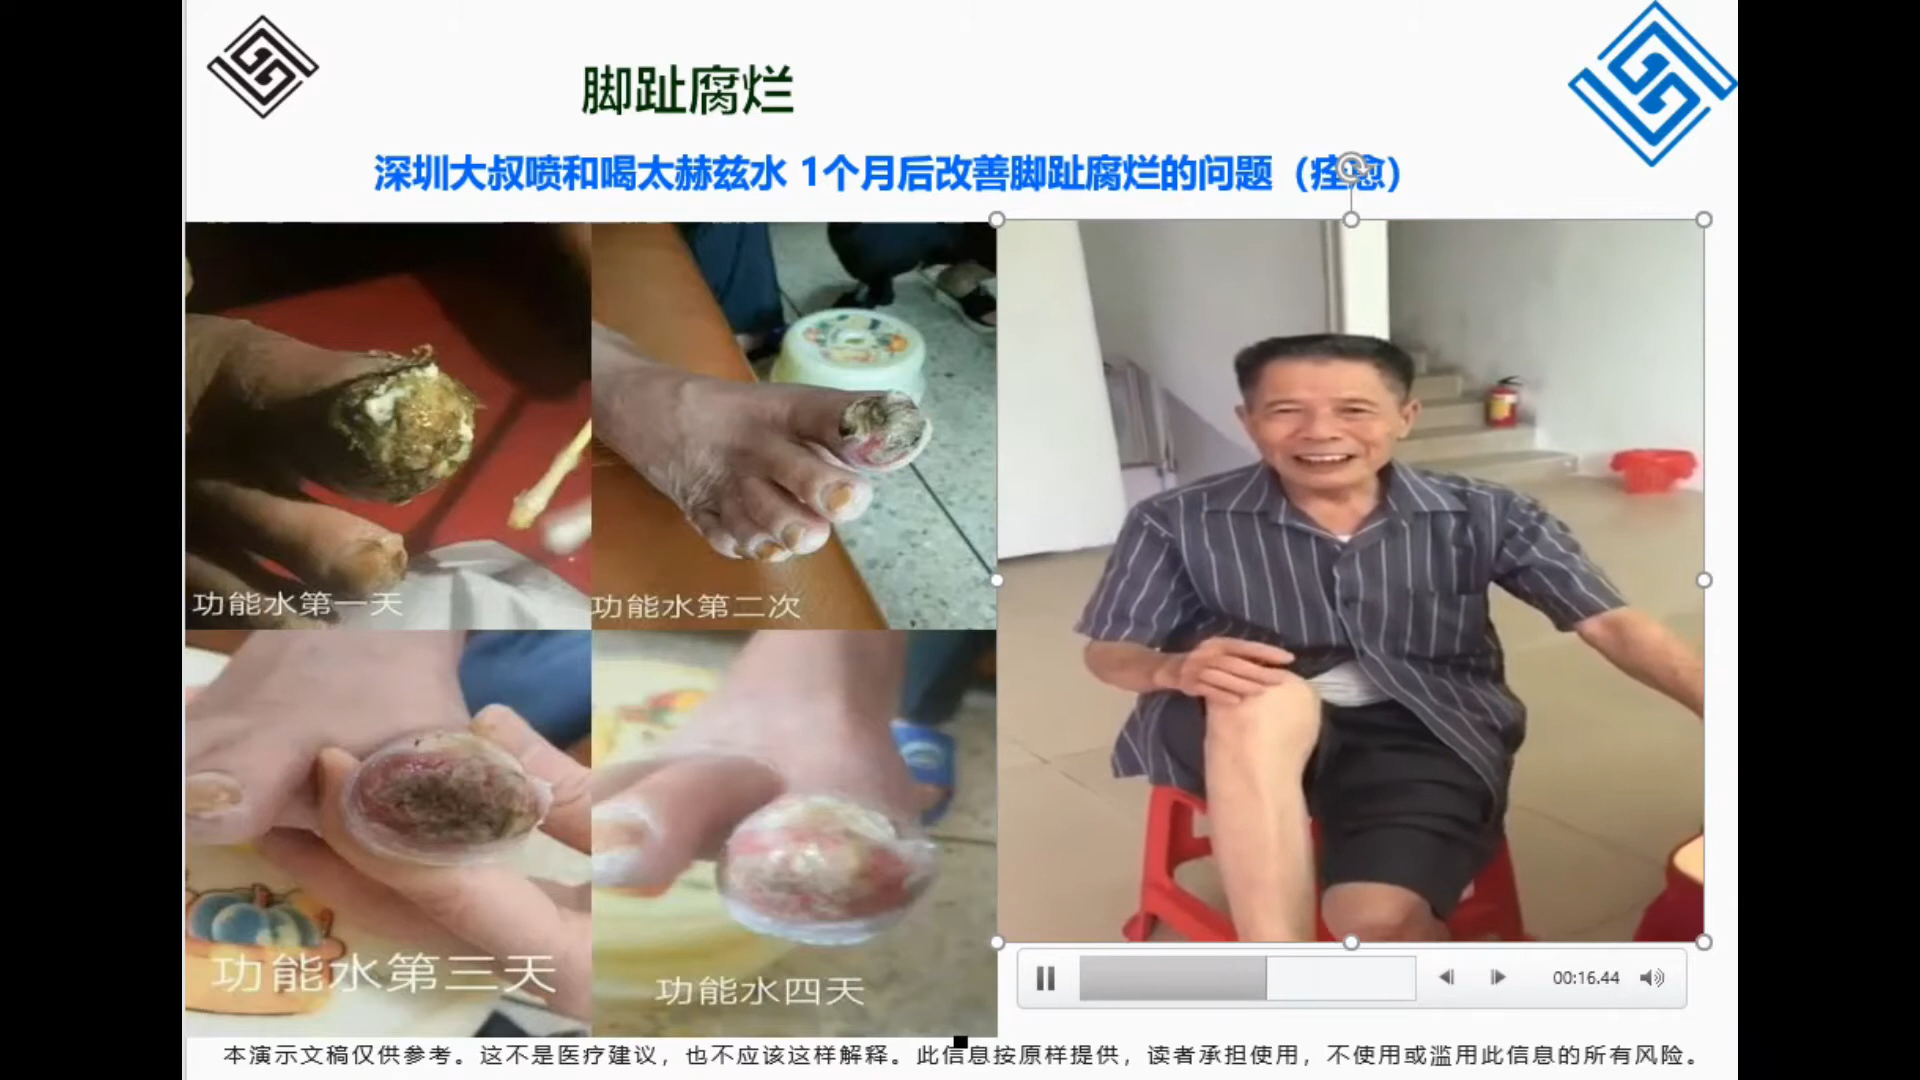 脚趾腐烂
深圳大叔喷和喝太赫兹水 1个月后改善脚趾腐烂的问题（痊愈）
功能水第一天
功能水第二次
功能水第三天
功能水四天
00:16.44
本演示文稿仅供参考。这不是医疗建议，也不应该这样解释。此信息按原样提供，读者承担使用，不使用或滥用此信息的所有风险。